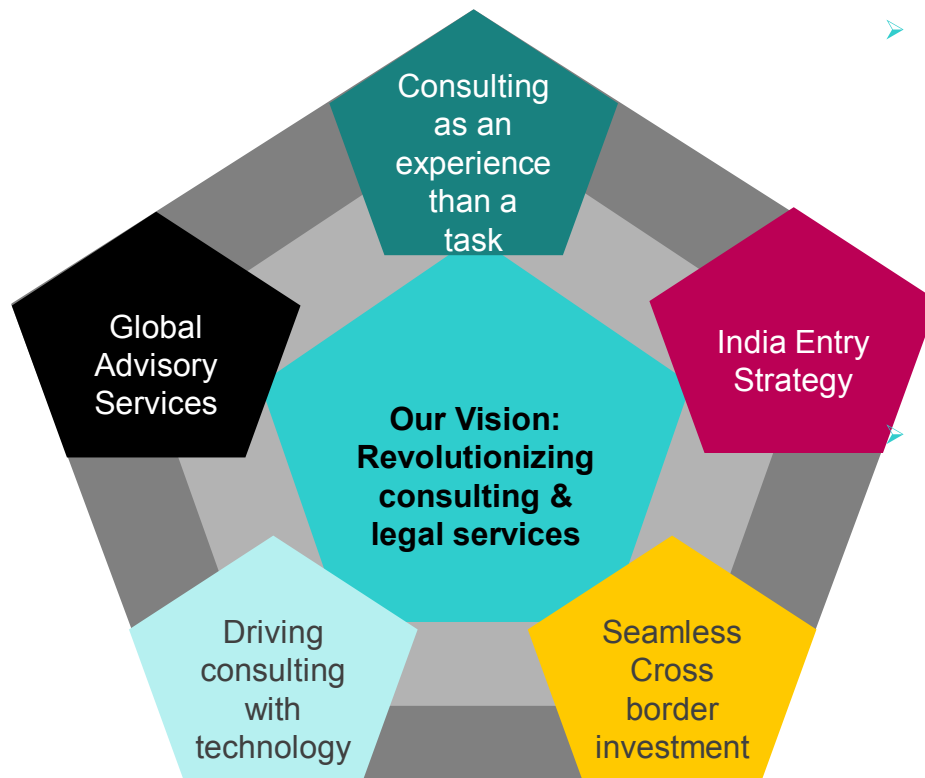 Consulting
as an
experience
than a
task
Global
Advisory
Services
India Entry
Strategy
Our Vision:
Revolutionizing
consulting &
legal services
Driving
consulting
with
technology
Seamless
Cross
border
investment